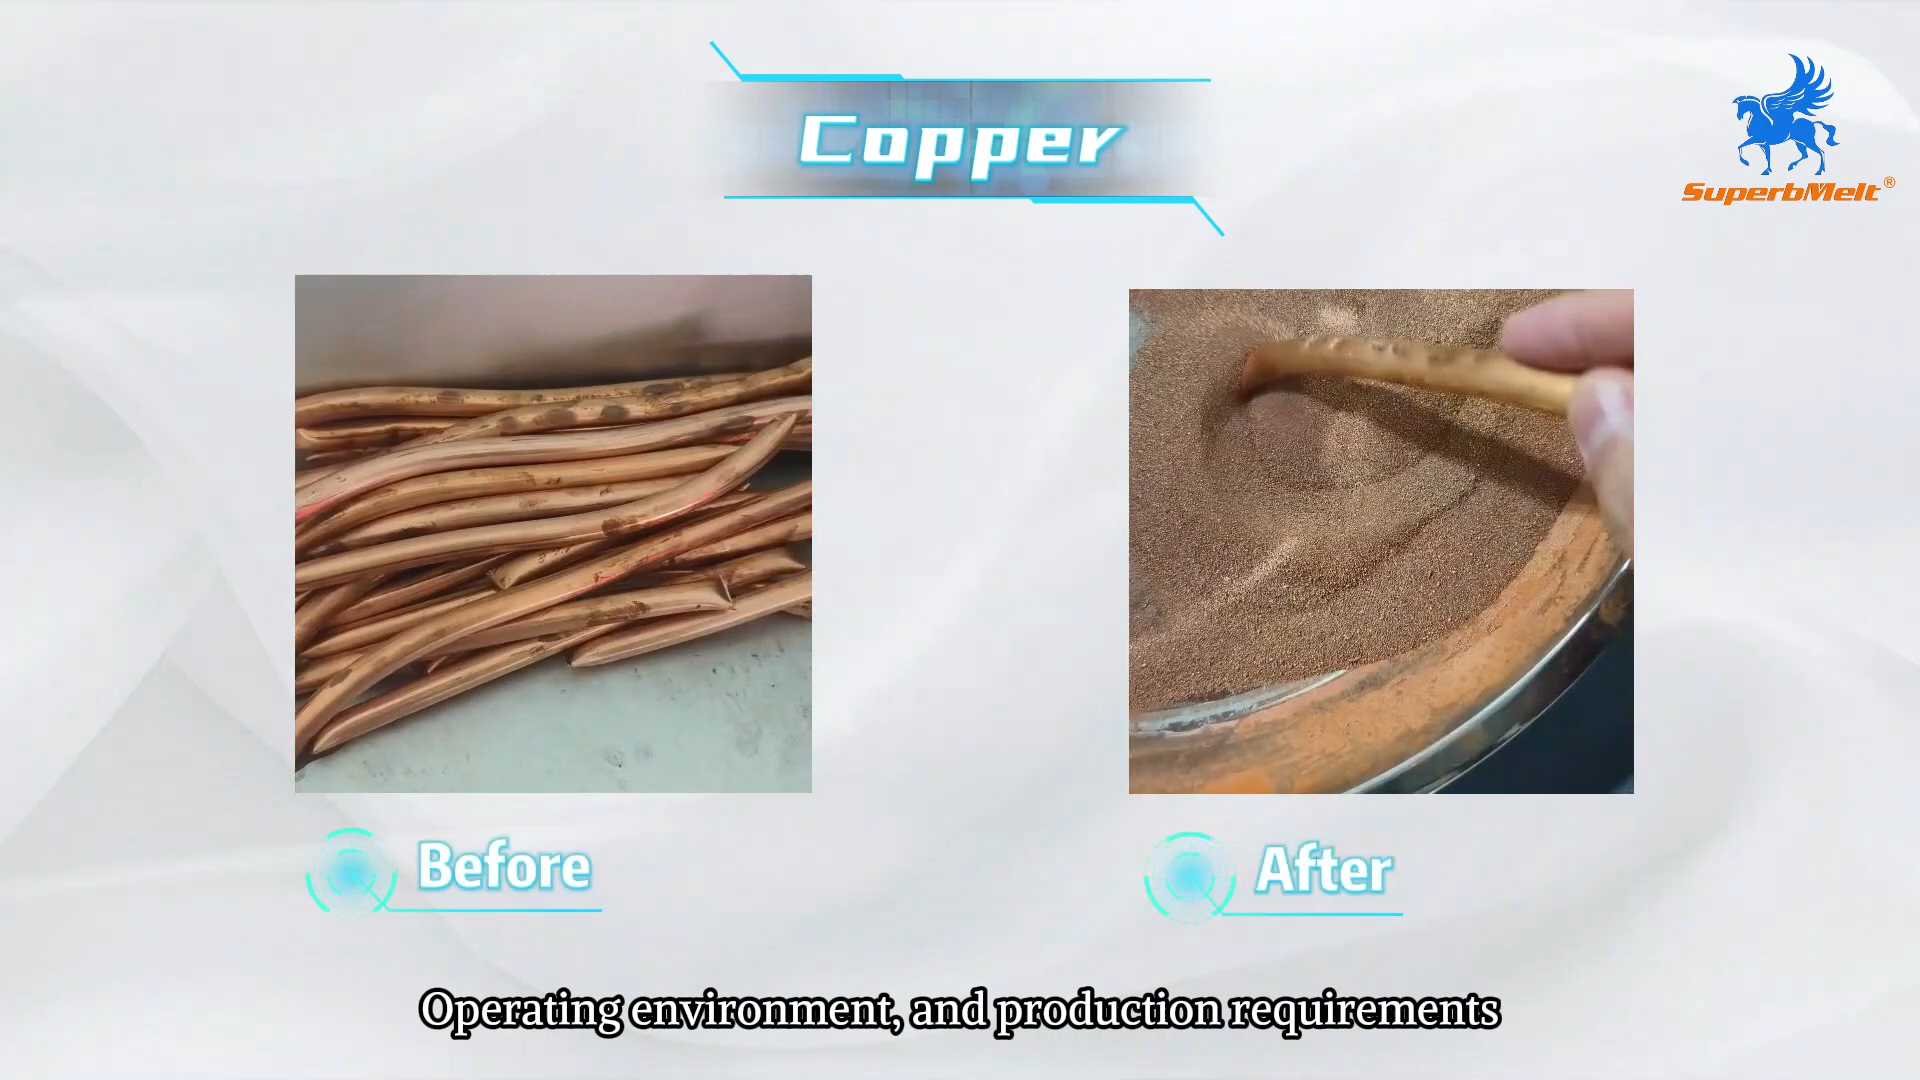 Copper
SuperbMelt®
Before
After
Operating environment, and production requirements